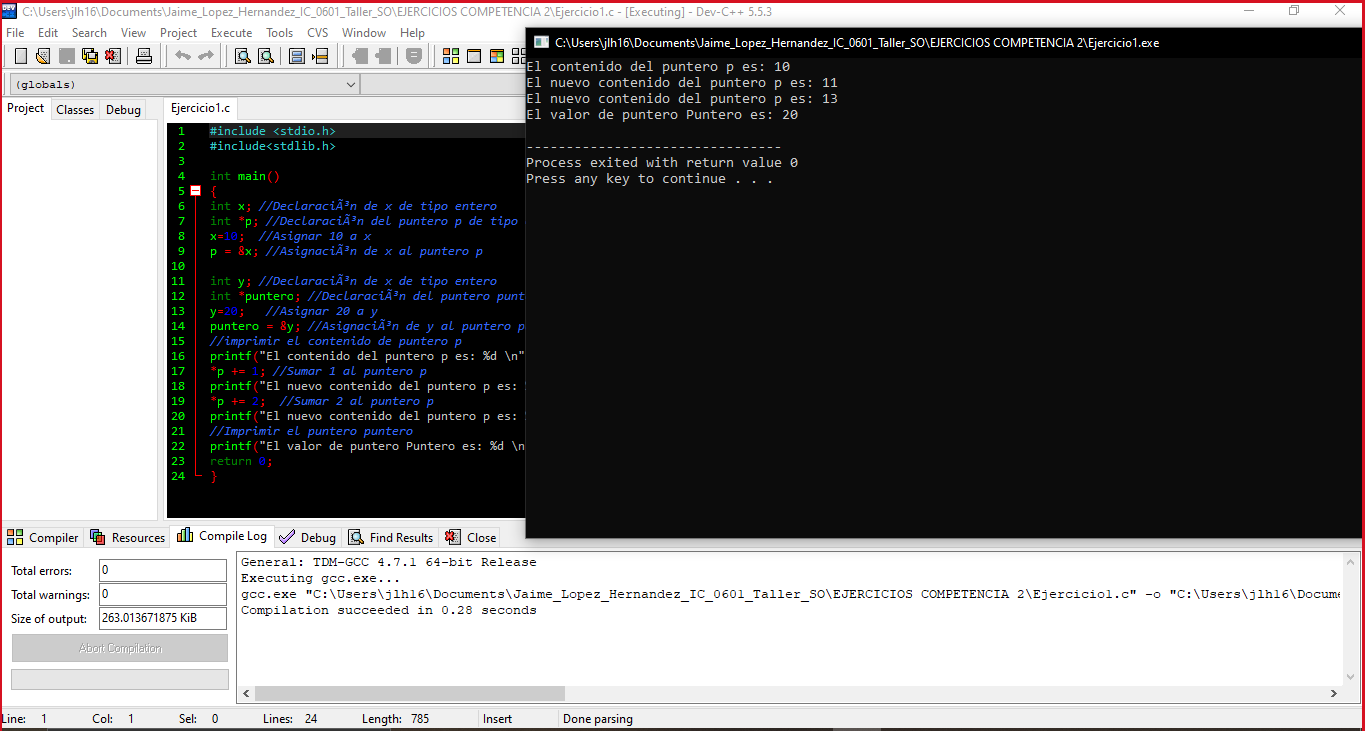 C:\Users\jlh16\Documents\Jaime_Lopez_Hernandez_IC_0601_Taller_SO\EJERCICIOS COMPETENCIA 2\Ejercicio1.c - [Executing] - Dev-C++ 5.5.3
File Edit Search View Project Execute Tools CVS Window Help
C:\Users\jlh16\Documents\Jaime_Lopez_Hernandez_IC_0601_Taller_SO\EJERCICIOS COMPETENCIA 2\Ejercicio1.exe
El contenido del puntero p es: 10
El nuevo contenido del puntero p es: 11
El nuevo contenido del puntero p es: 13
El valor de puntero Puntero es: 20
--------------------------------
Process exited with return value 0
Press any key to continue . . .
(globals)
Project Classes Debug
Ejercicio1.c
1 #include <stdio.h>
2 #include<stdlib.h>
3
4 int main()
5 {
6 int x; //DeclaraciÃ³n de x de tipo entero
7 int *p; //DeclaraciÃ³n del puntero p de tipo
8 x=10; //Asignar 10 a x
9 p = &x; //AsignaciÃ³n de x al puntero p
10
11 int y; //DeclaraciÃ³n de x de tipo entero
12 int *puntero; //DeclaraciÃ³n del puntero punt
13 y=20; //Asignar 20 a y
14 puntero = &y; //AsignaciÃ³n de y al puntero p
15 //imprimir el contenido de puntero p
16 printf("El contenido del puntero p es: %d \n"
17 *p += 1; //Sumar 1 al puntero p
18 printf("El nuevo contenido del puntero p es:
19 *p += 2; //Sumar 2 al puntero p
20 printf("El nuevo contenido del puntero p es:
21 //Imprimir el puntero puntero
22 printf("El valor de puntero Puntero es: %d \n
23 return 0;
24 }
Compiler Resources Compile Log Debug Find Results Close
Total errors: 0
Total warnings: 0
Size of output: 263.013671875 KiB
Abort Compilation
General: TDM-GCC 4.7.1 64-bit Release
Executing gcc.exe...
gcc.exe "C:\Users\jlh16\Documents\Jaime_Lopez_Hernandez_IC_0601_Taller_SO\EJERCICIOS COMPETENCIA 2\Ejercicio1.c" -o "C:\Users\jlh16\Docume
Compilation succeeded in 0.28 seconds
Line: 1 Col: 1 Sel: 0 Lines: 24 Length: 785 Insert Done parsing